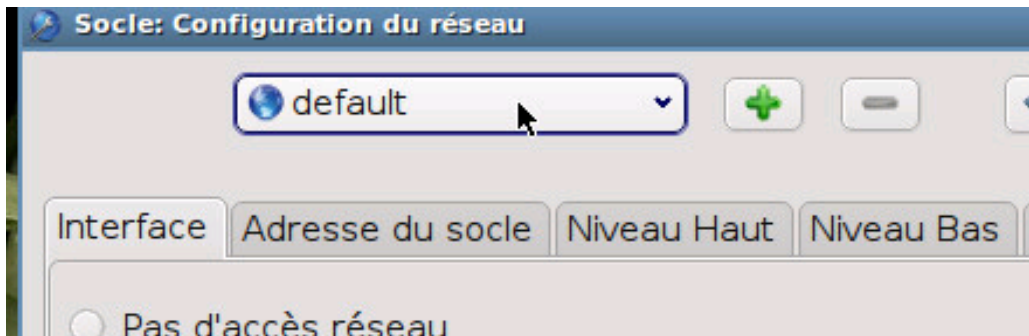 Socle: Configuration du réseau
default
Interface Adresse du socle Niveau Haut Niveau Bas
Pas d'accès réseau